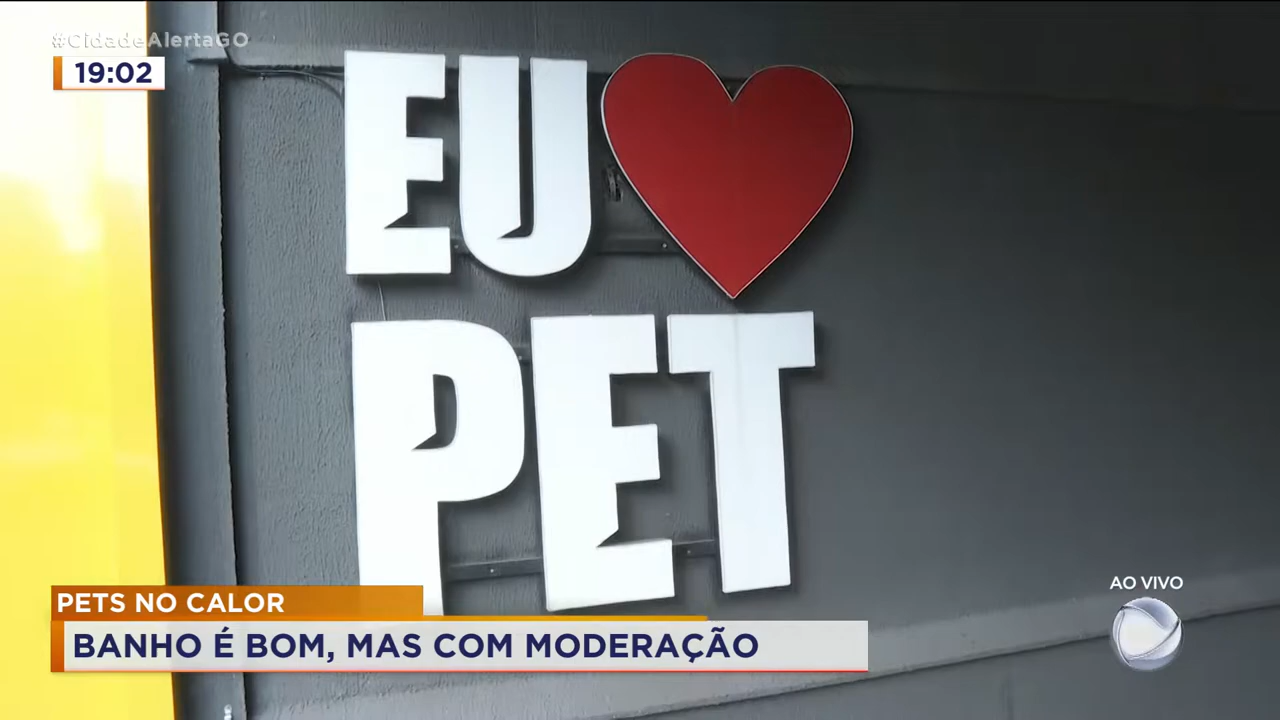 #CidadeAlertaGO
19:02
EU
PET
PETS NO CALOR
BANHO É BOM, MAS COM MODERAÇÃO
AO VIVO